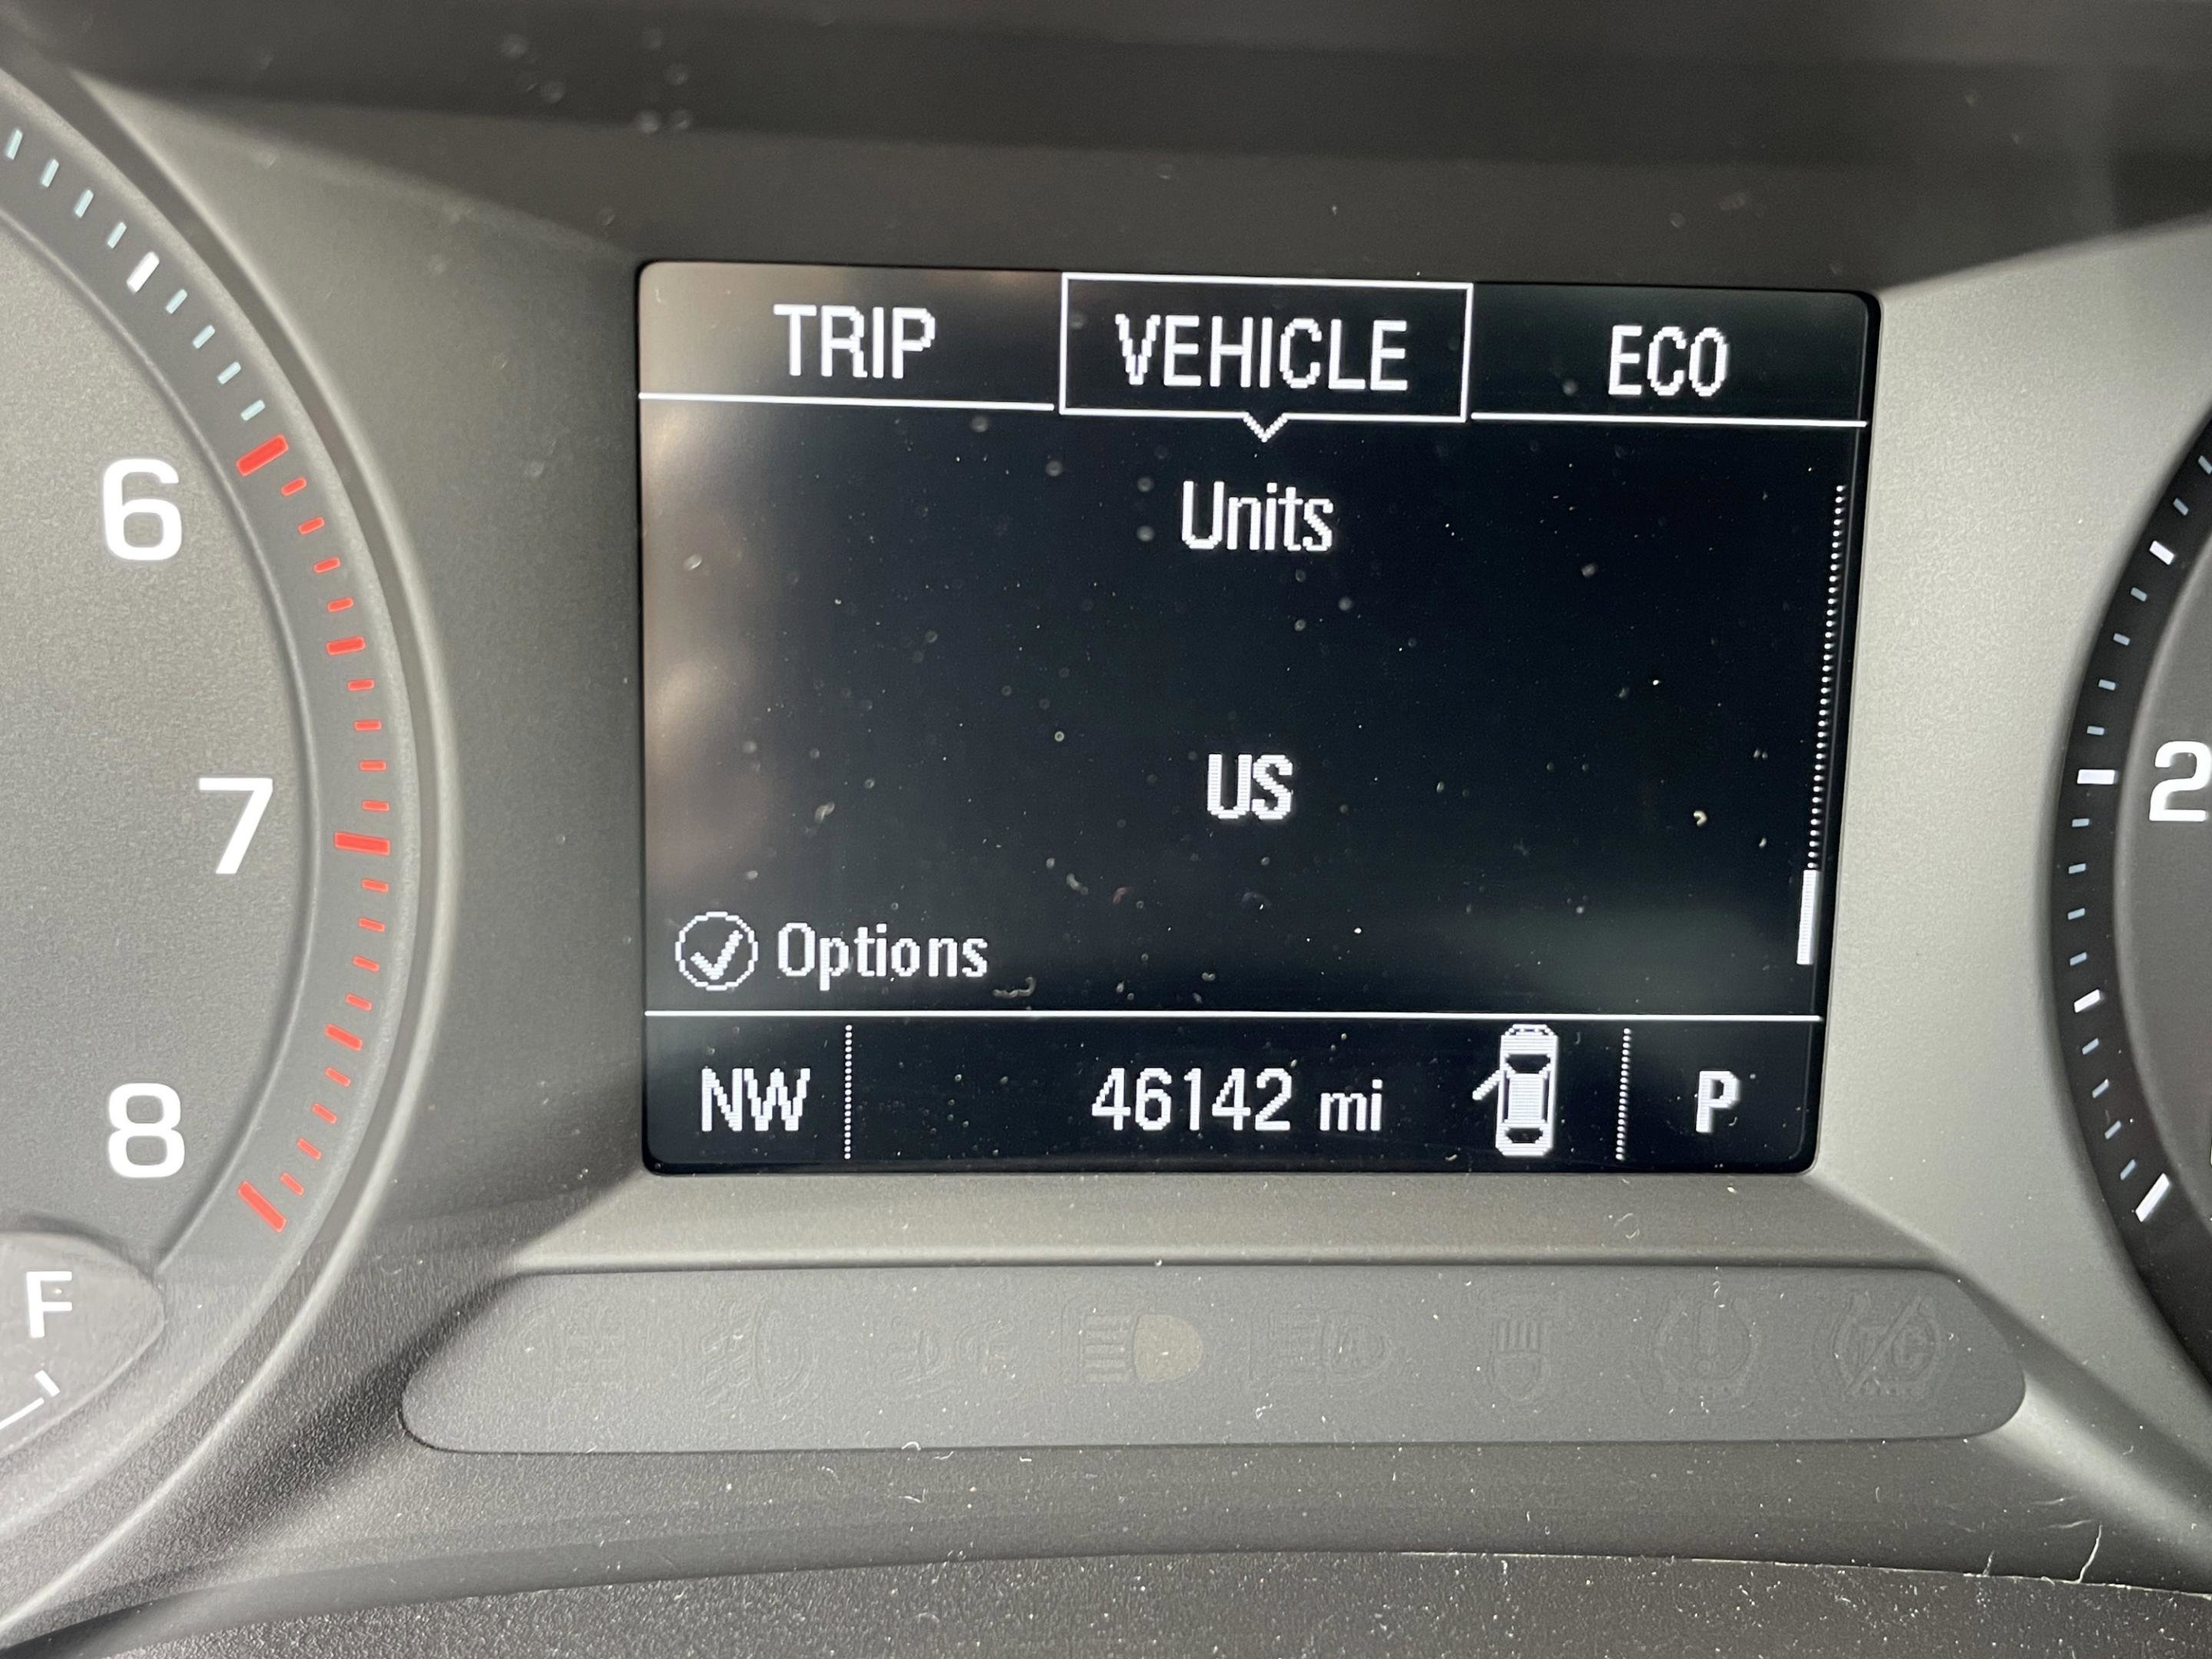 TRIP VEHICLE ECO
Units
6
7
2
US
Options
NW 46142 mi P
8
F